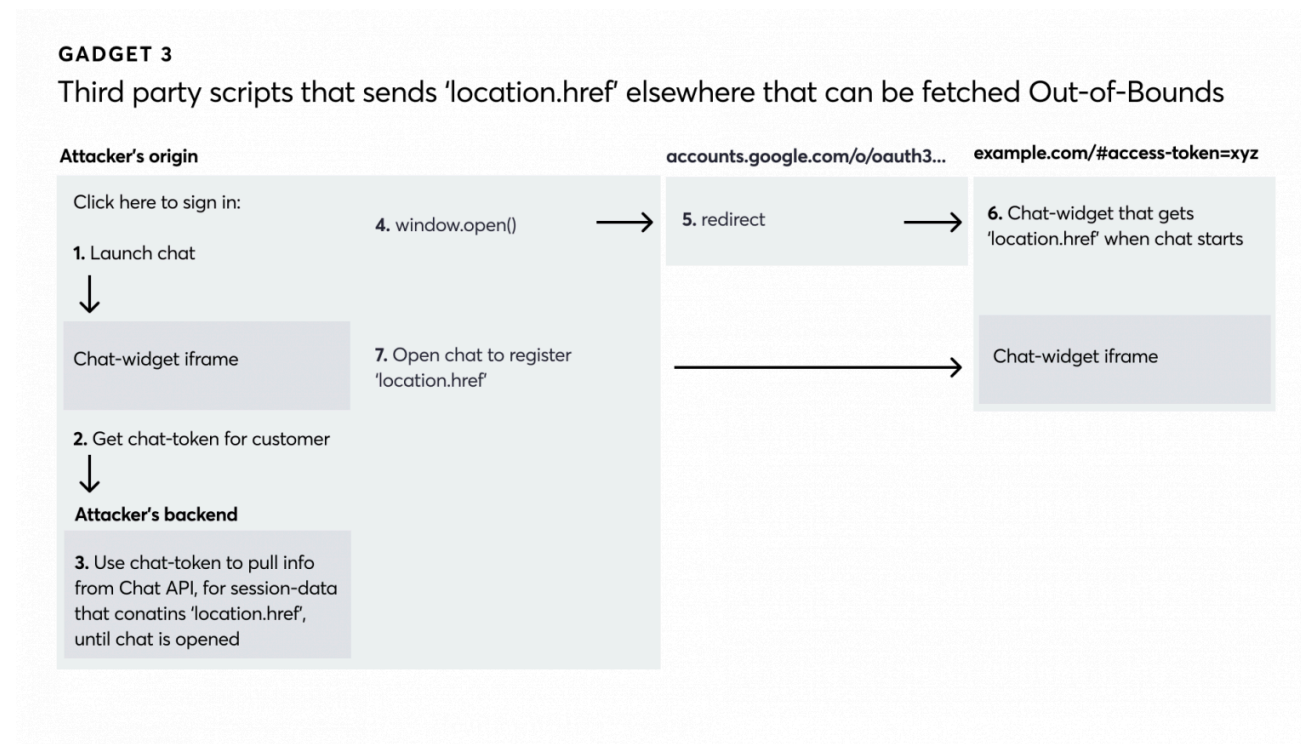 GADGET 3
Third party scripts that sends ‘location.href’ elsewhere that can be fetched Out-of-Bounds
Attacker’s origin
Click here to sign in:
1. Launch chat
Chat-widget iframe
2. Get chat-token for customer
Attacker’s backend
3. Use chat-token to pull info
from Chat API, for session-data
that conatins ‘location.href’,
until chat is opened
4. window.open()
7. Open chat to register
‘location.href’
accounts.google.com/o/oauth3...
5. redirect
example.com/#access-token=xyz
6. Chat-widget that gets
‘location.href’ when chat starts
Chat-widget iframe